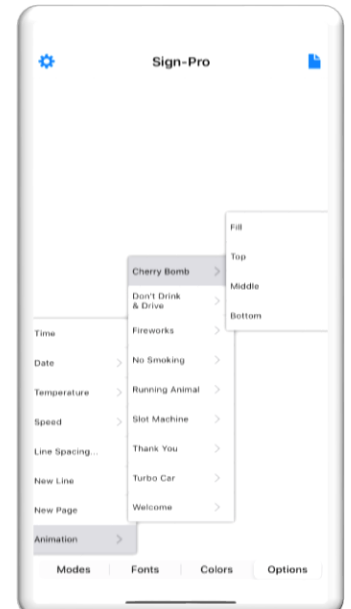 Sign-Pro
Time
Date
Temperature
Speed
Line Spacing...
New Line
New Page
Animation
Cherry Bomb
Don't Drink
& Drive
Fireworks
No Smoking
Running Animal
Slot Machine
Thank You
Turbo Car
Welcome
Fill
Top
Middle
Bottom
Modes
Fonts
Colors
Options